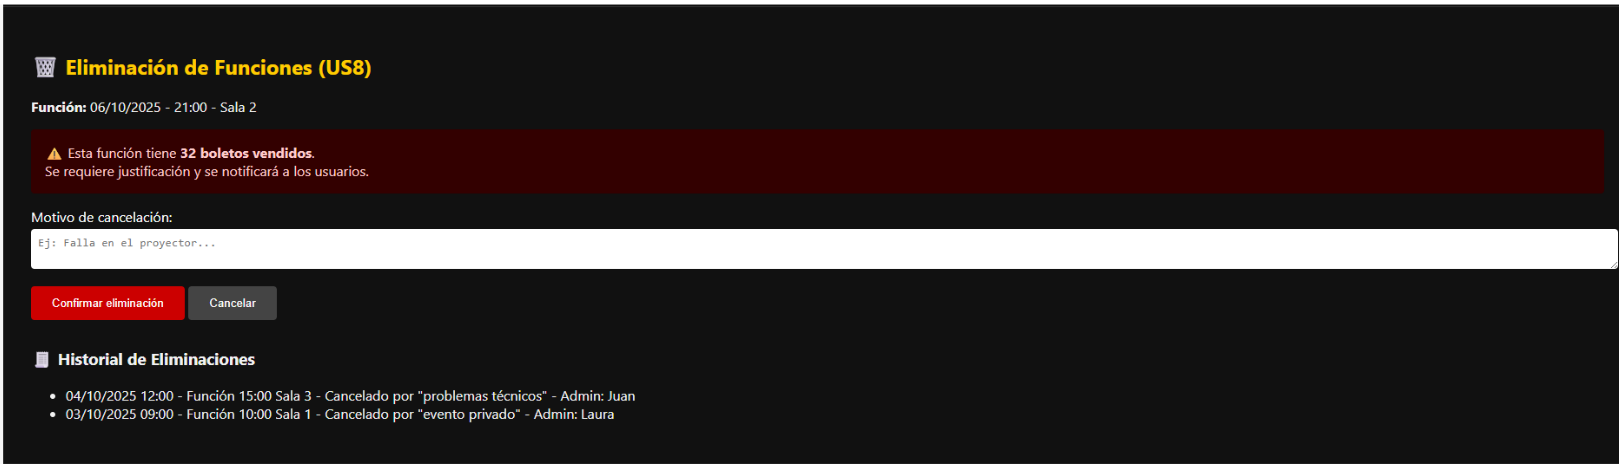 Eliminación de Funciones (US8)
Función: 06/10/2025 - 21:00 - Sala 2
Esta función tiene 32 boletos vendidos.
Se requiere justificación y se notificará a los usuarios.
Motivo de cancelación:
Ej: Falla en el proyector...
Confirmar eliminación Cancelar
Historial de Eliminaciones
• 04/10/2025 12:00 - Función 15:00 Sala 3 - Cancelado por "problemas técnicos" - Admin: Juan
• 03/10/2025 09:00 - Función 10:00 Sala 1 - Cancelado por "evento privado" - Admin: Laura